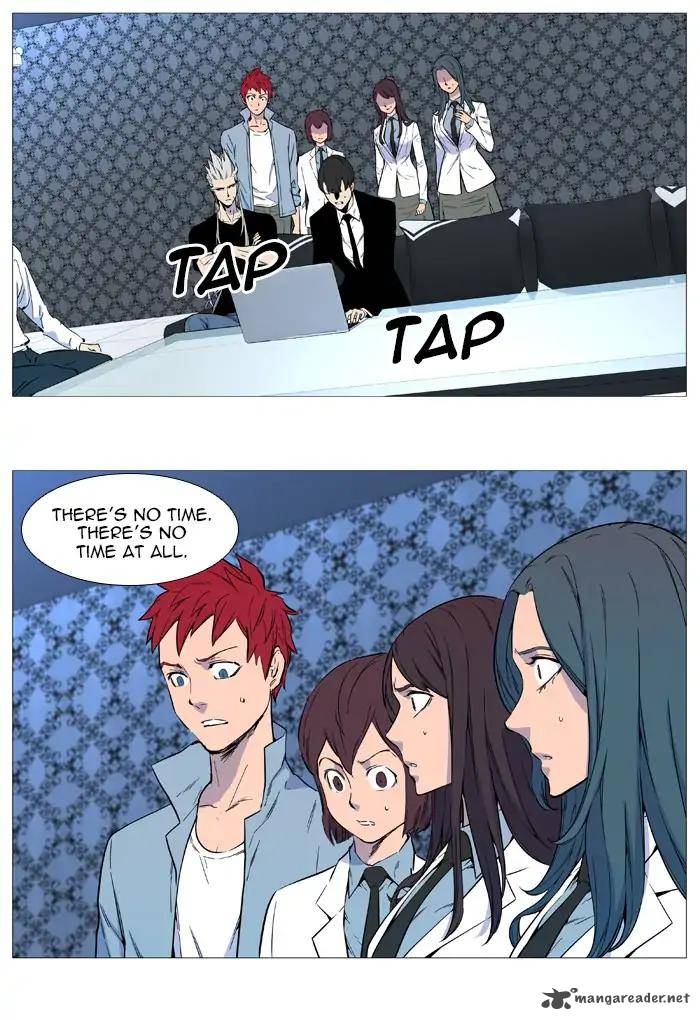 TAP
TAP
THERE'S NO TIME.
THERE'S NO
TIME AT ALL.
mangareader.net